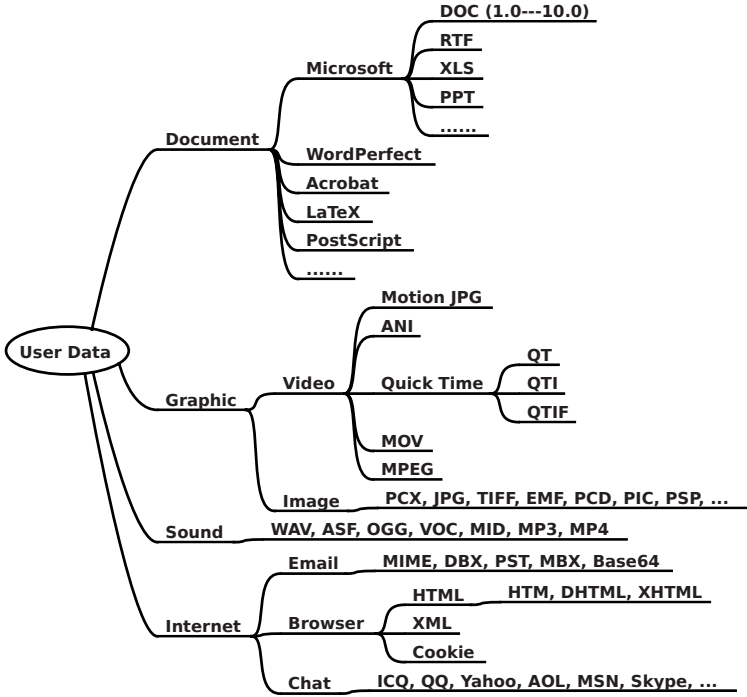 DOC (1.0---10.0)
RTF
Microsoft
XLS
PPT
......
Document
WordPerfect
Acrobat
LaTeX
PostScript
......
Motion JPG
ANI
User Data
QT
Video
Quick Time
QTI
Graphic
QTIF
MOV
MPEG
Image
PCX, JPG, TIFF, EMF, PCD, PIC, PSP, ...
Sound
WAV, ASF, OGG, VOC, MID, MP3, MP4
Email
MIME, DBX, PST, MBX, Base64
HTML
HTM, DHTML, XHTML
Internet
Browser
XML
Cookie
Chat
ICQ, QQ, Yahoo, AOL, MSN, Skype, ...